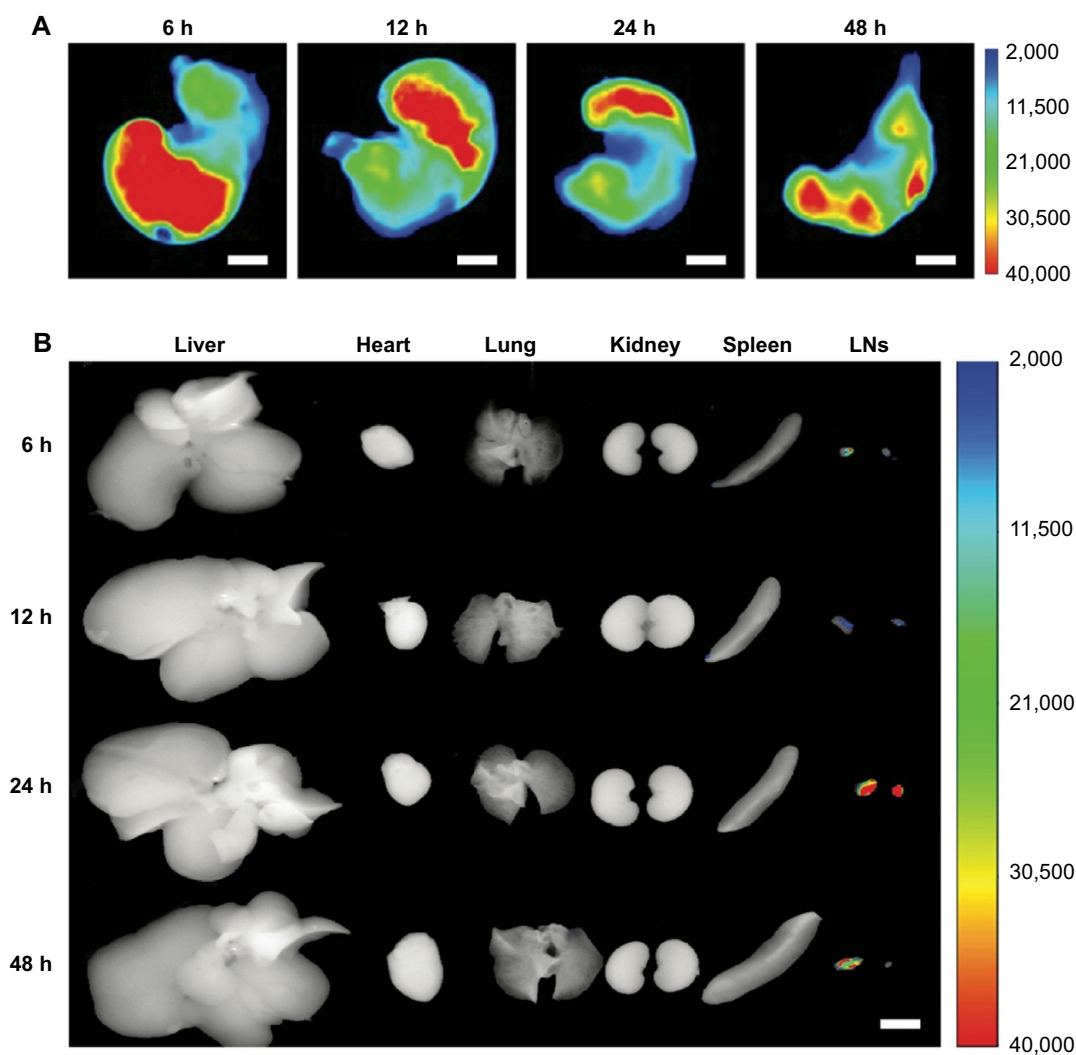 A
6 h 12 h 24 h 48 h
2,000
11,500
21,000
30,500
40,000
B
Liver Heart Lung Kidney Spleen LNs
6 h
12 h
24 h
48 h
2,000
11,500
21,000
30,500
40,000